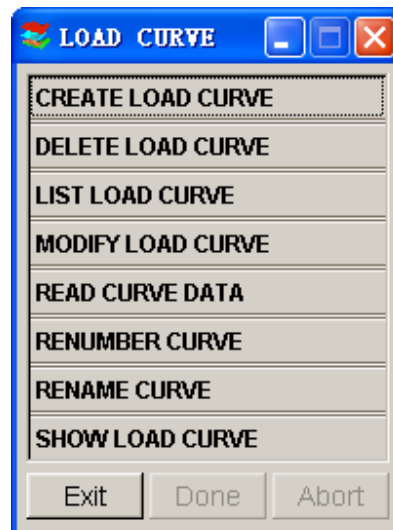 LOAD CURVE
CREATE LOAD CURVE
DELETE LOAD CURVE
LIST LOAD CURVE
MODIFY LOAD CURVE
READ CURVE DATA
RENUMBER CURVE
RENAME CURVE
SHOW LOAD CURVE
Exit Done Abort